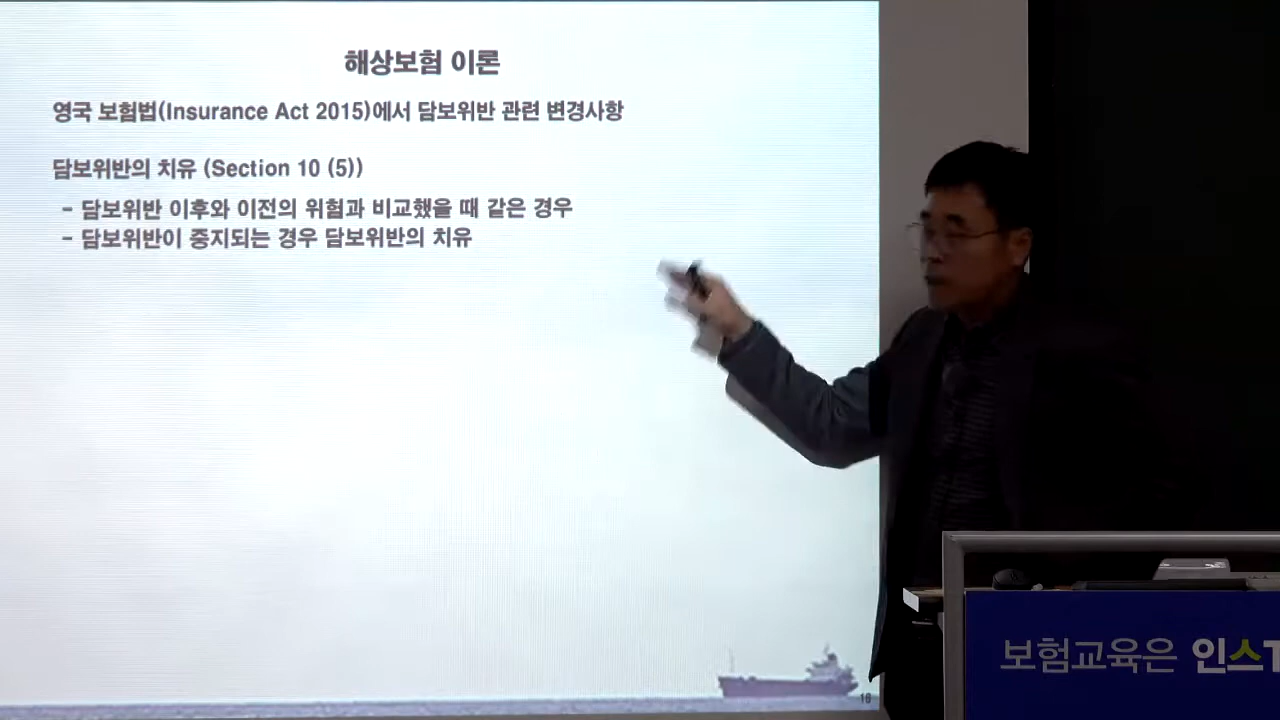 해상보험 이론
영국 보험법(Insurance Act 2015)에서 담보위반 관련 변경사항
담보위반의 치유 (Section 10 (5))
- 담보위반 이후와 이전의 위험과 비교했을 때 같은 경우
- 담보위반이 중지되는 경우 담보위반의 치유
16
보험교육은 인스